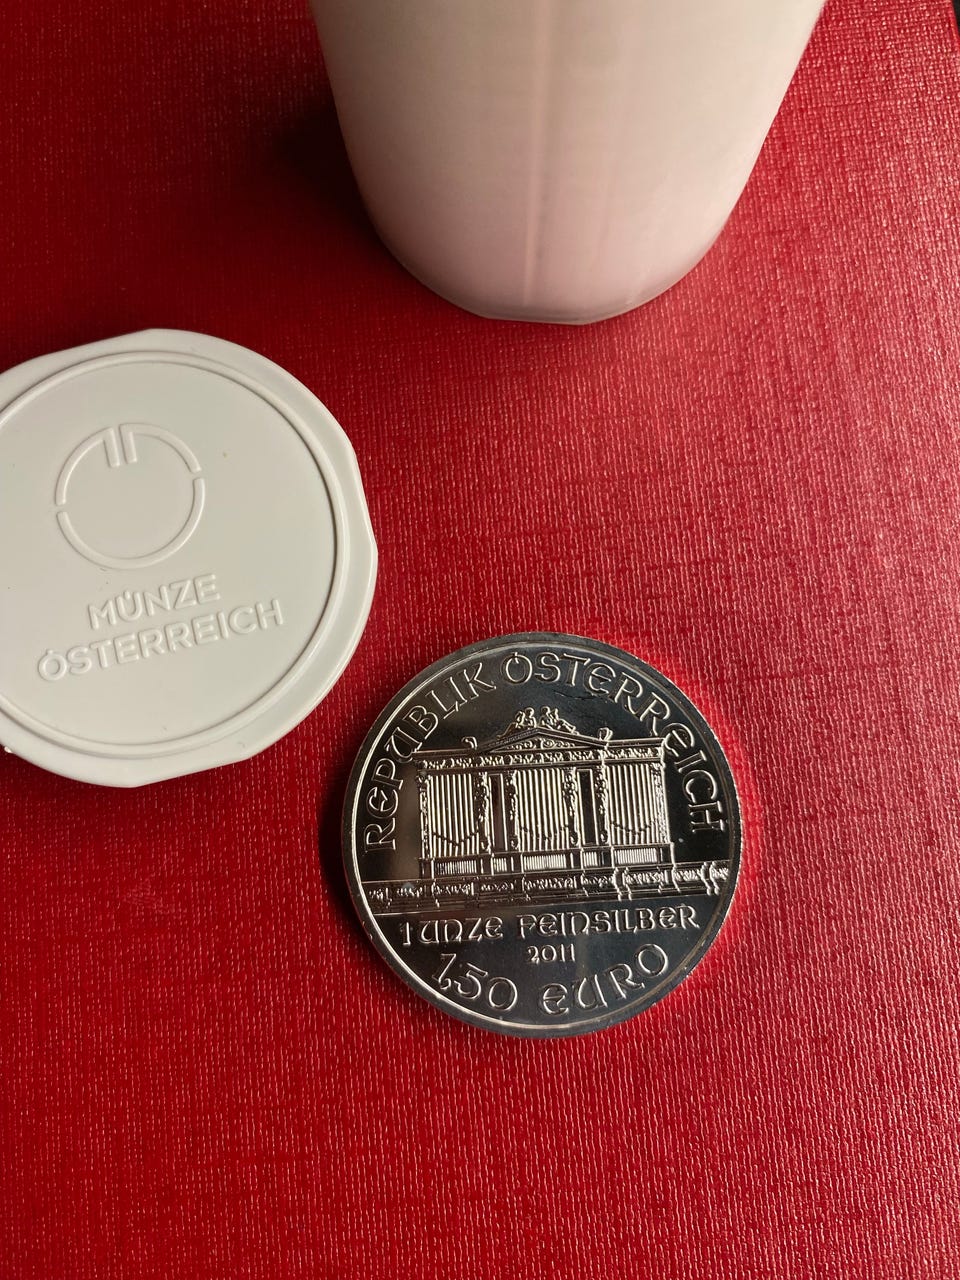 MÜNZE
ÖSTERREICH
REPUBLIK ÖSTERREICH
1 UNZE FEINSILBER
2011
1,50 EURO